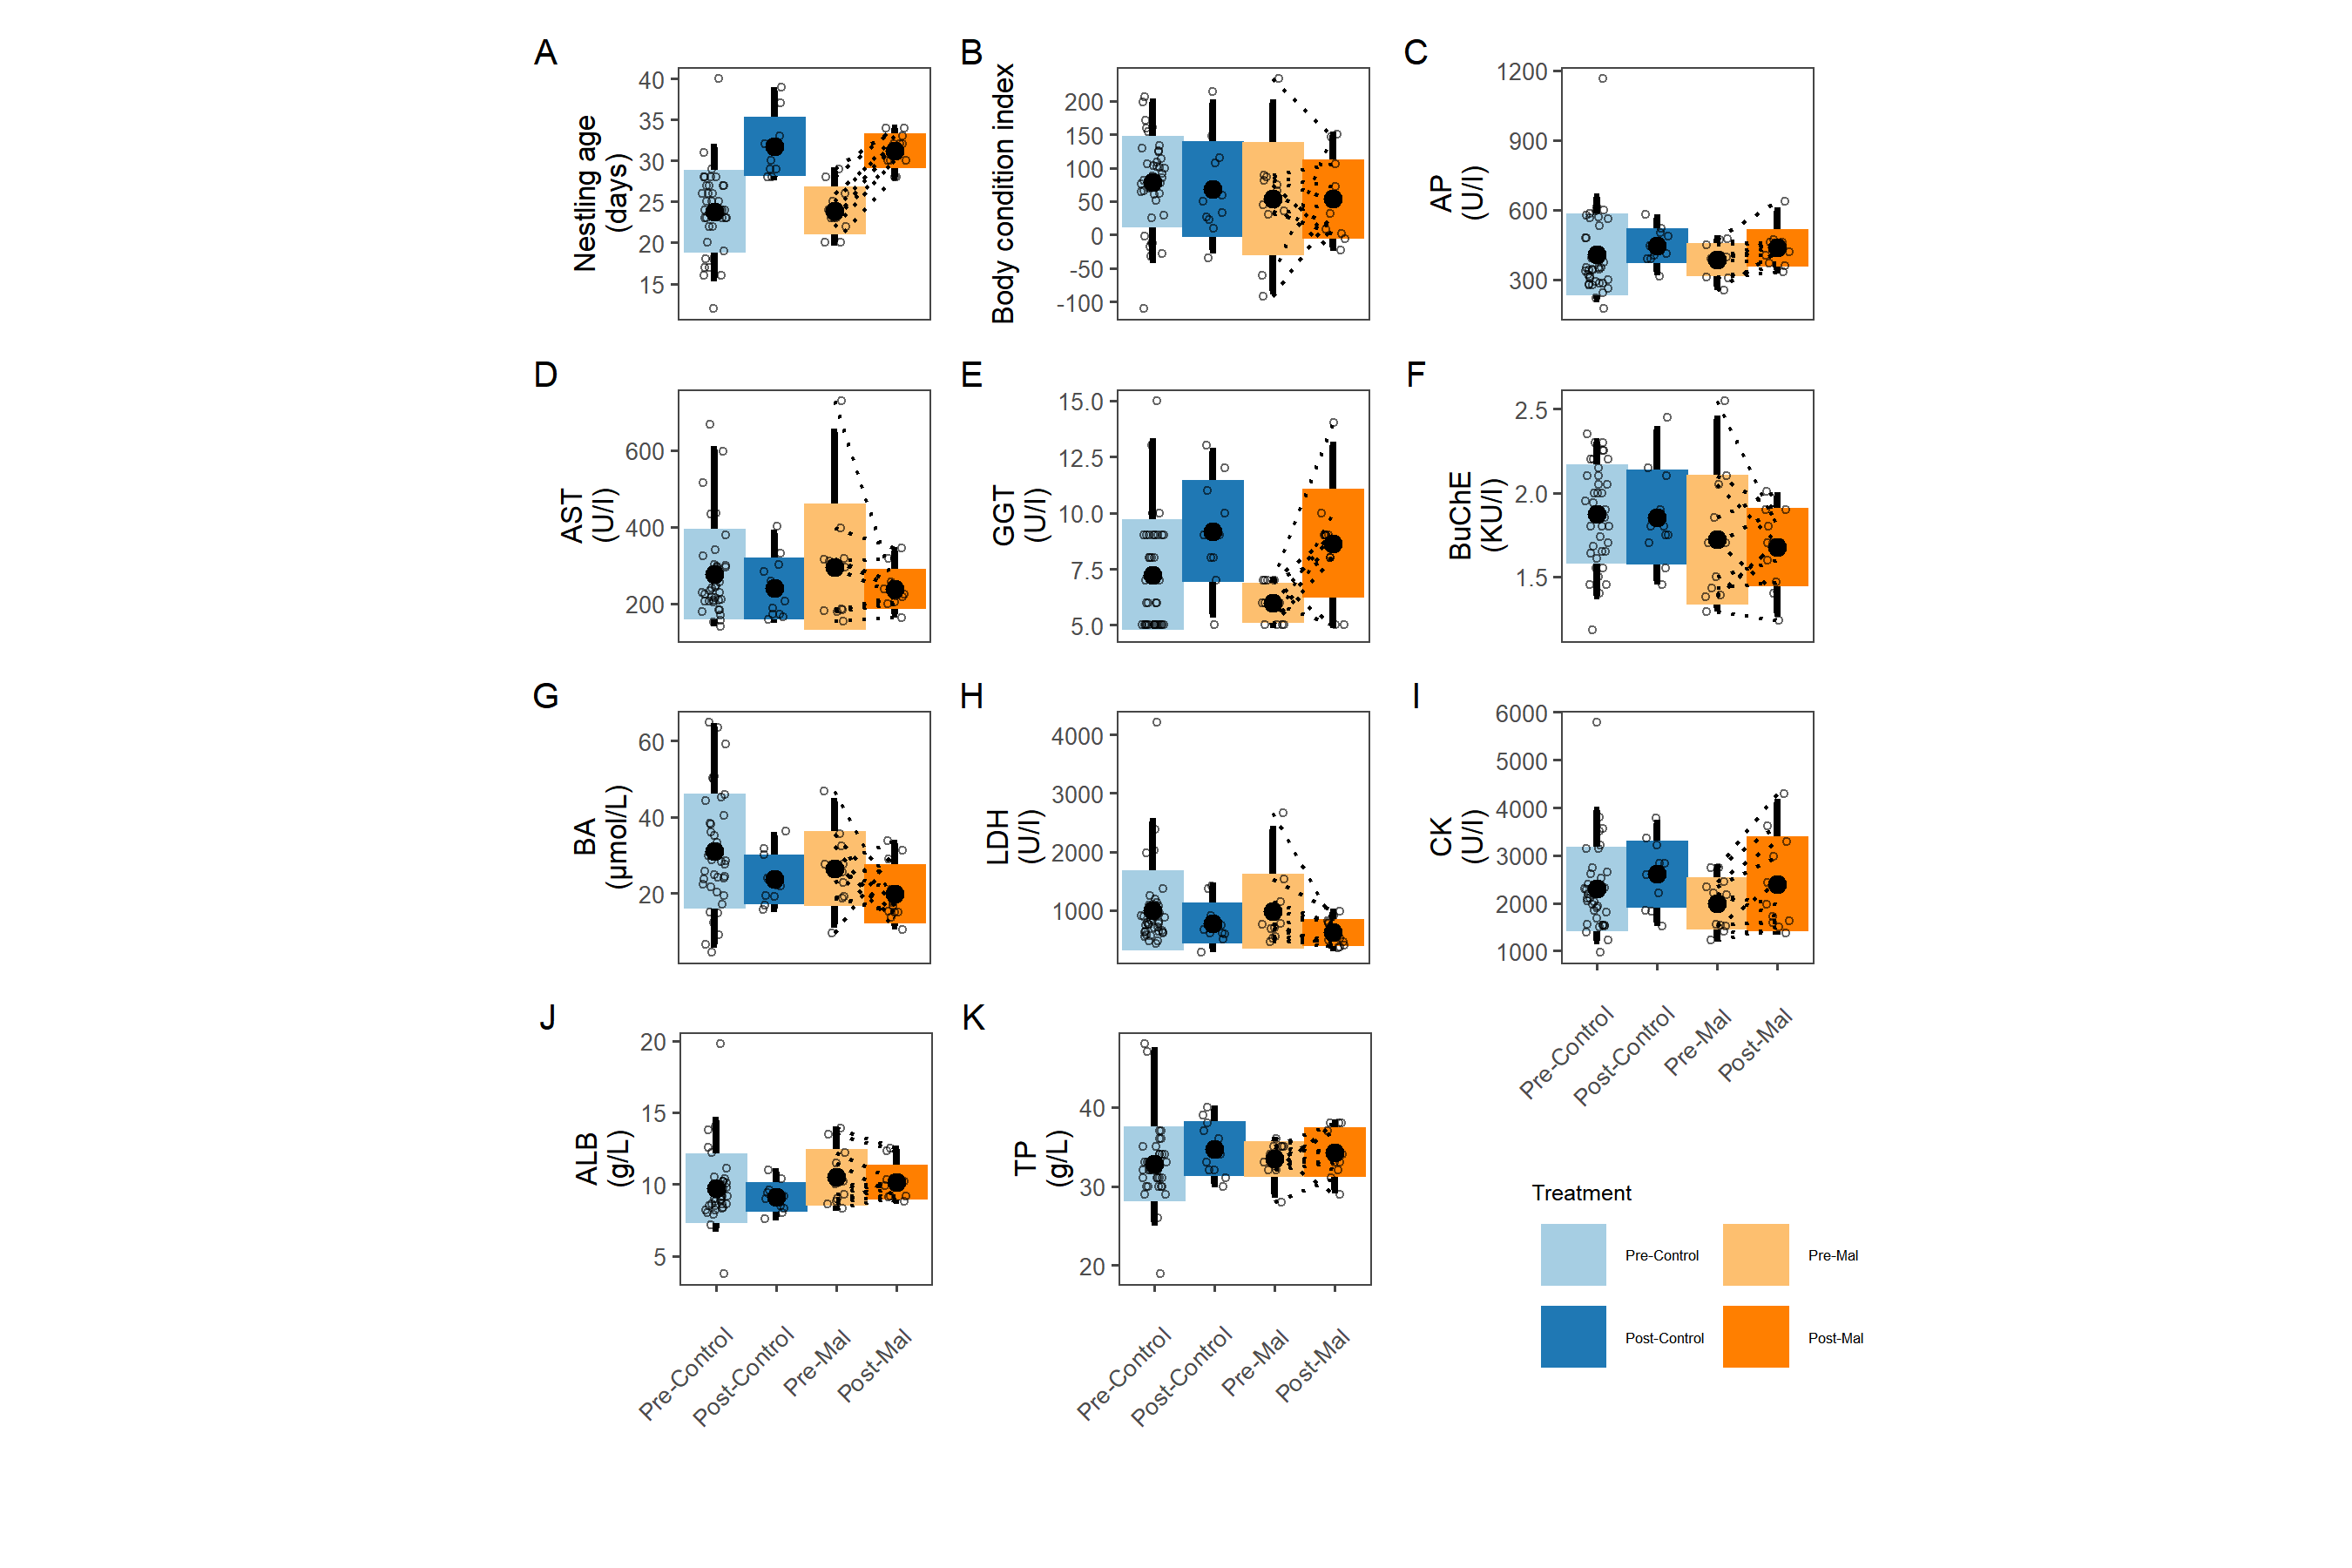 A
Nestling age
(days)
40
35
30
25
20
15
B
Body condition index
200
150
100
50
0
-50
-100
C
AP
(U/l)
1200
900
600
300
D
AST
(U/l)
600
400
200
E
GGT
(U/l)
15.0
12.5
10.0
7.5
5.0
F
BuChE
(KU/l)
2.5
2.0
1.5
G
BA
(µmol/L)
60
40
20
H
LDH
(U/l)
4000
3000
2000
1000
I
CK
(U/l)
6000
5000
4000
3000
2000
1000
Pre-Control
Post-Control
Pre-Mal
Post-Mal
J
ALB
(g/L)
20
15
10
5
Pre-Control
Post-Control
Pre-Mal
Post-Mal
K
TP
(g/L)
40
30
20
Pre-Control
Post-Control
Pre-Mal
Post-Mal
Treatment
Pre-Control
Pre-Mal
Post-Control
Post-Mal